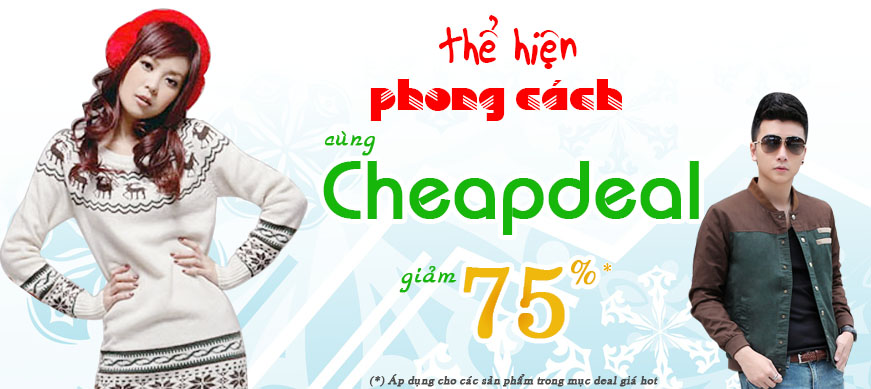 thể hiện
phong cách
cùng
Cheapdeal
giảm 75%*
(*) Áp dụng cho các sản phẩm trong mục deal giá hot